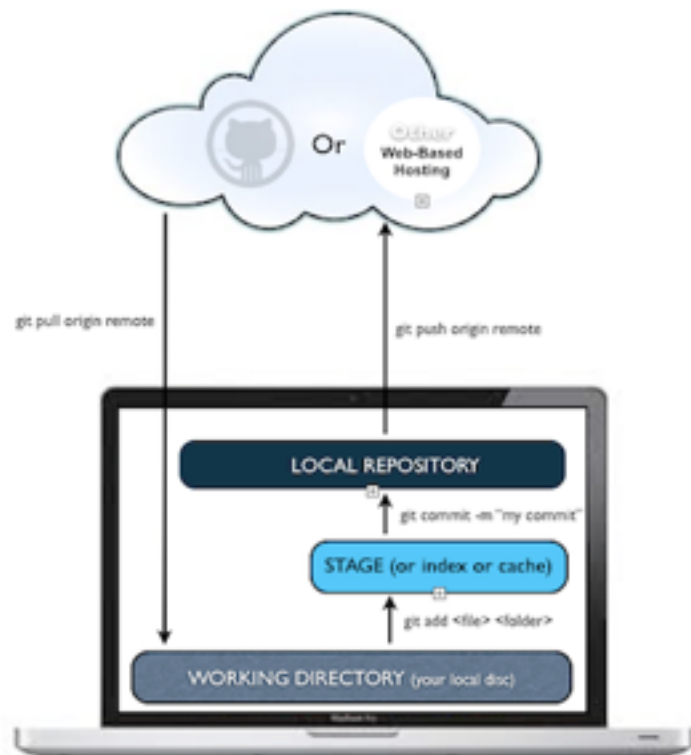 Or
Other
Web-Based
Hosting
git pull origin remote
git push origin remote
LOCAL REPOSITORY
git commit -m "my commit"
STAGE (or index or cache)
git add <file> <folder>
WORKING DIRECTORY (your local disc)